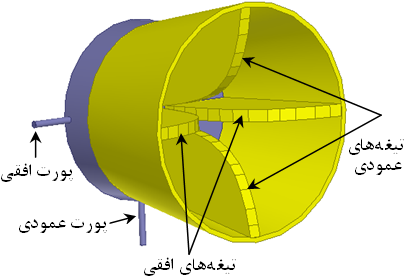 تیغه‌های
عمودی
پورت افقی
پورت عمودی
تیغه‌های افقی